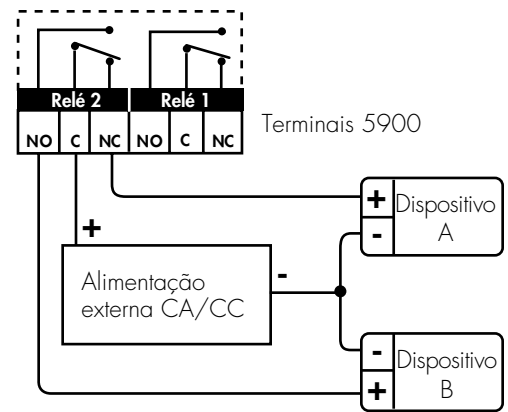 Relé 2 Relé 1
NO C NC NO C NC
Terminais 5900
+
Alimentação
externa CA/CC
-
+
-
Dispositivo
A
-
+
Dispositivo
B